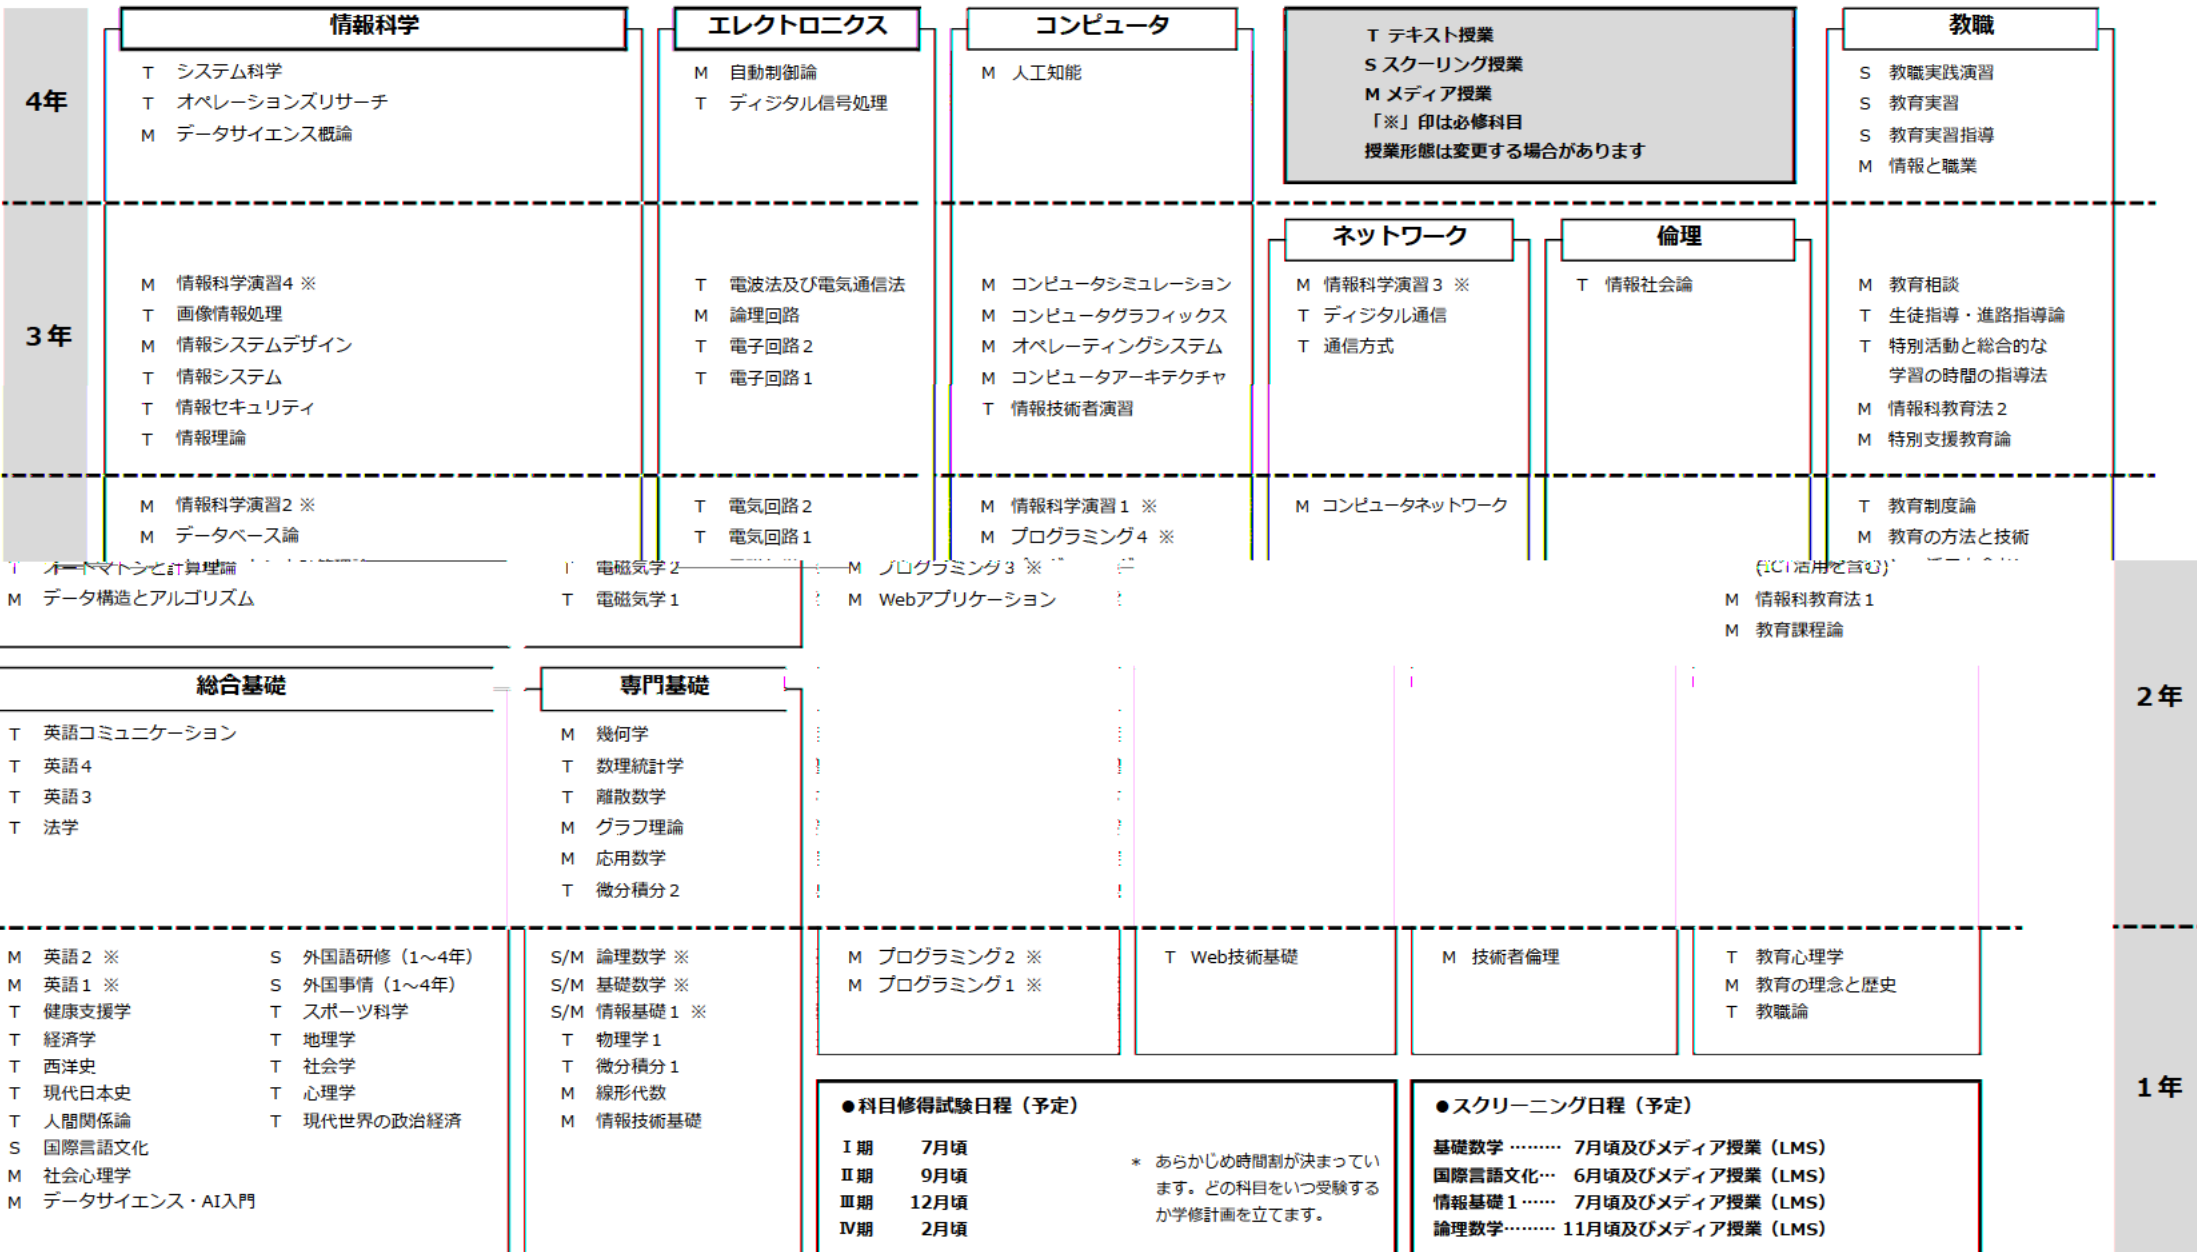 情報科学
エレクトロニクス
コンピュータ
T テキスト授業
S スクーリング授業
M メディア授業
「※」印は必修科目
授業形態は変更する場合があります
教職
4年
T システム科学
T オペレーションズリサーチ
M データサイエンス概論
M 自動制御論
T ディジタル信号処理
M 人工知能
S 教職実践演習
S 教育実習
S 教育実習指導
M 情報と職業
ネットワーク
倫理
3年
M 情報科学演習4 ※
T 画像情報処理
M 情報システムデザイン
T 情報システム
T 情報セキュリティ
T 情報理論
T 電波法及び電気通信法
M 論理回路
T 電子回路2
T 電子回路1
M コンピュータシミュレーション
M コンピュータグラフィックス
M オペレーティングシステム
M コンピュータアーキテクチャ
T 情報技術者演習
M 情報科学演習3 ※
T ディジタル通信
T 通信方式
T 情報社会論
M 教育相談
T 生徒指導・進路指導論
T 特別活動と総合的な
学習の時間の指導法
M 情報科教育法2
M 特別支援教育論
M 情報科学演習2 ※
M データベース論
T オートマトンと計算理論
M データ構造とアルゴリズム
T 電気回路2
T 電気回路1
T 電磁気学2
T 電磁気学1
M 情報科学演習1 ※
M プログラミング4 ※
M プログラミング3 ※
M Webアプリケーション
M コンピュータネットワーク
T 教育制度論
M 教育の方法と技術
(ICT活用を含む)
M 情報科教育法1
M 教育課程論
総合基礎
専門基礎
2年
T 英語コミュニケーション
T 英語4
T 英語3
T 法学
M 幾何学
T 数理統計学
T 離散数学
M グラフ理論
M 応用数学
T 微分積分2
M 英語2 ※
M 英語1 ※
T 健康支援学
T 経済学
T 西洋史
T 現代日本史
T 人間関係論
S 国際言語文化
M 社会心理学
M データサイエンス・AI入門
S 外国語研修（1～4年）
S 外国事情（1～4年）
T スポーツ科学
T 地理学
T 社会学
T 心理学
T 現代世界の政治経済
S/M 論理数学 ※
S/M 基礎数学 ※
S/M 情報基礎1 ※
T 物理学1
T 微分積分1
M 線形代数
M 情報技術基礎
M プログラミング2 ※
M プログラミング1 ※
T Web技術基礎
M 技術者倫理
T 教育心理学
M 教育の理念と歴史
T 教職論
1年
●科目修得試験日程（予定）
Ⅰ期 7月頃
Ⅱ期 9月頃
Ⅲ期 12月頃
Ⅳ期 2月頃
* あらかじめ時間割が決まってい
ます。どの科目をいつ受験する
か学修計画を立てます。
●スクリーニング日程（予定）
基礎数学 ……… 7月頃及びメディア授業（LMS）
国際言語文化… 6月頃及びメディア授業（LMS）
情報基礎1…… 7月頃及びメディア授業（LMS）
論理数学……… 11月頃及びメディア授業（LMS）